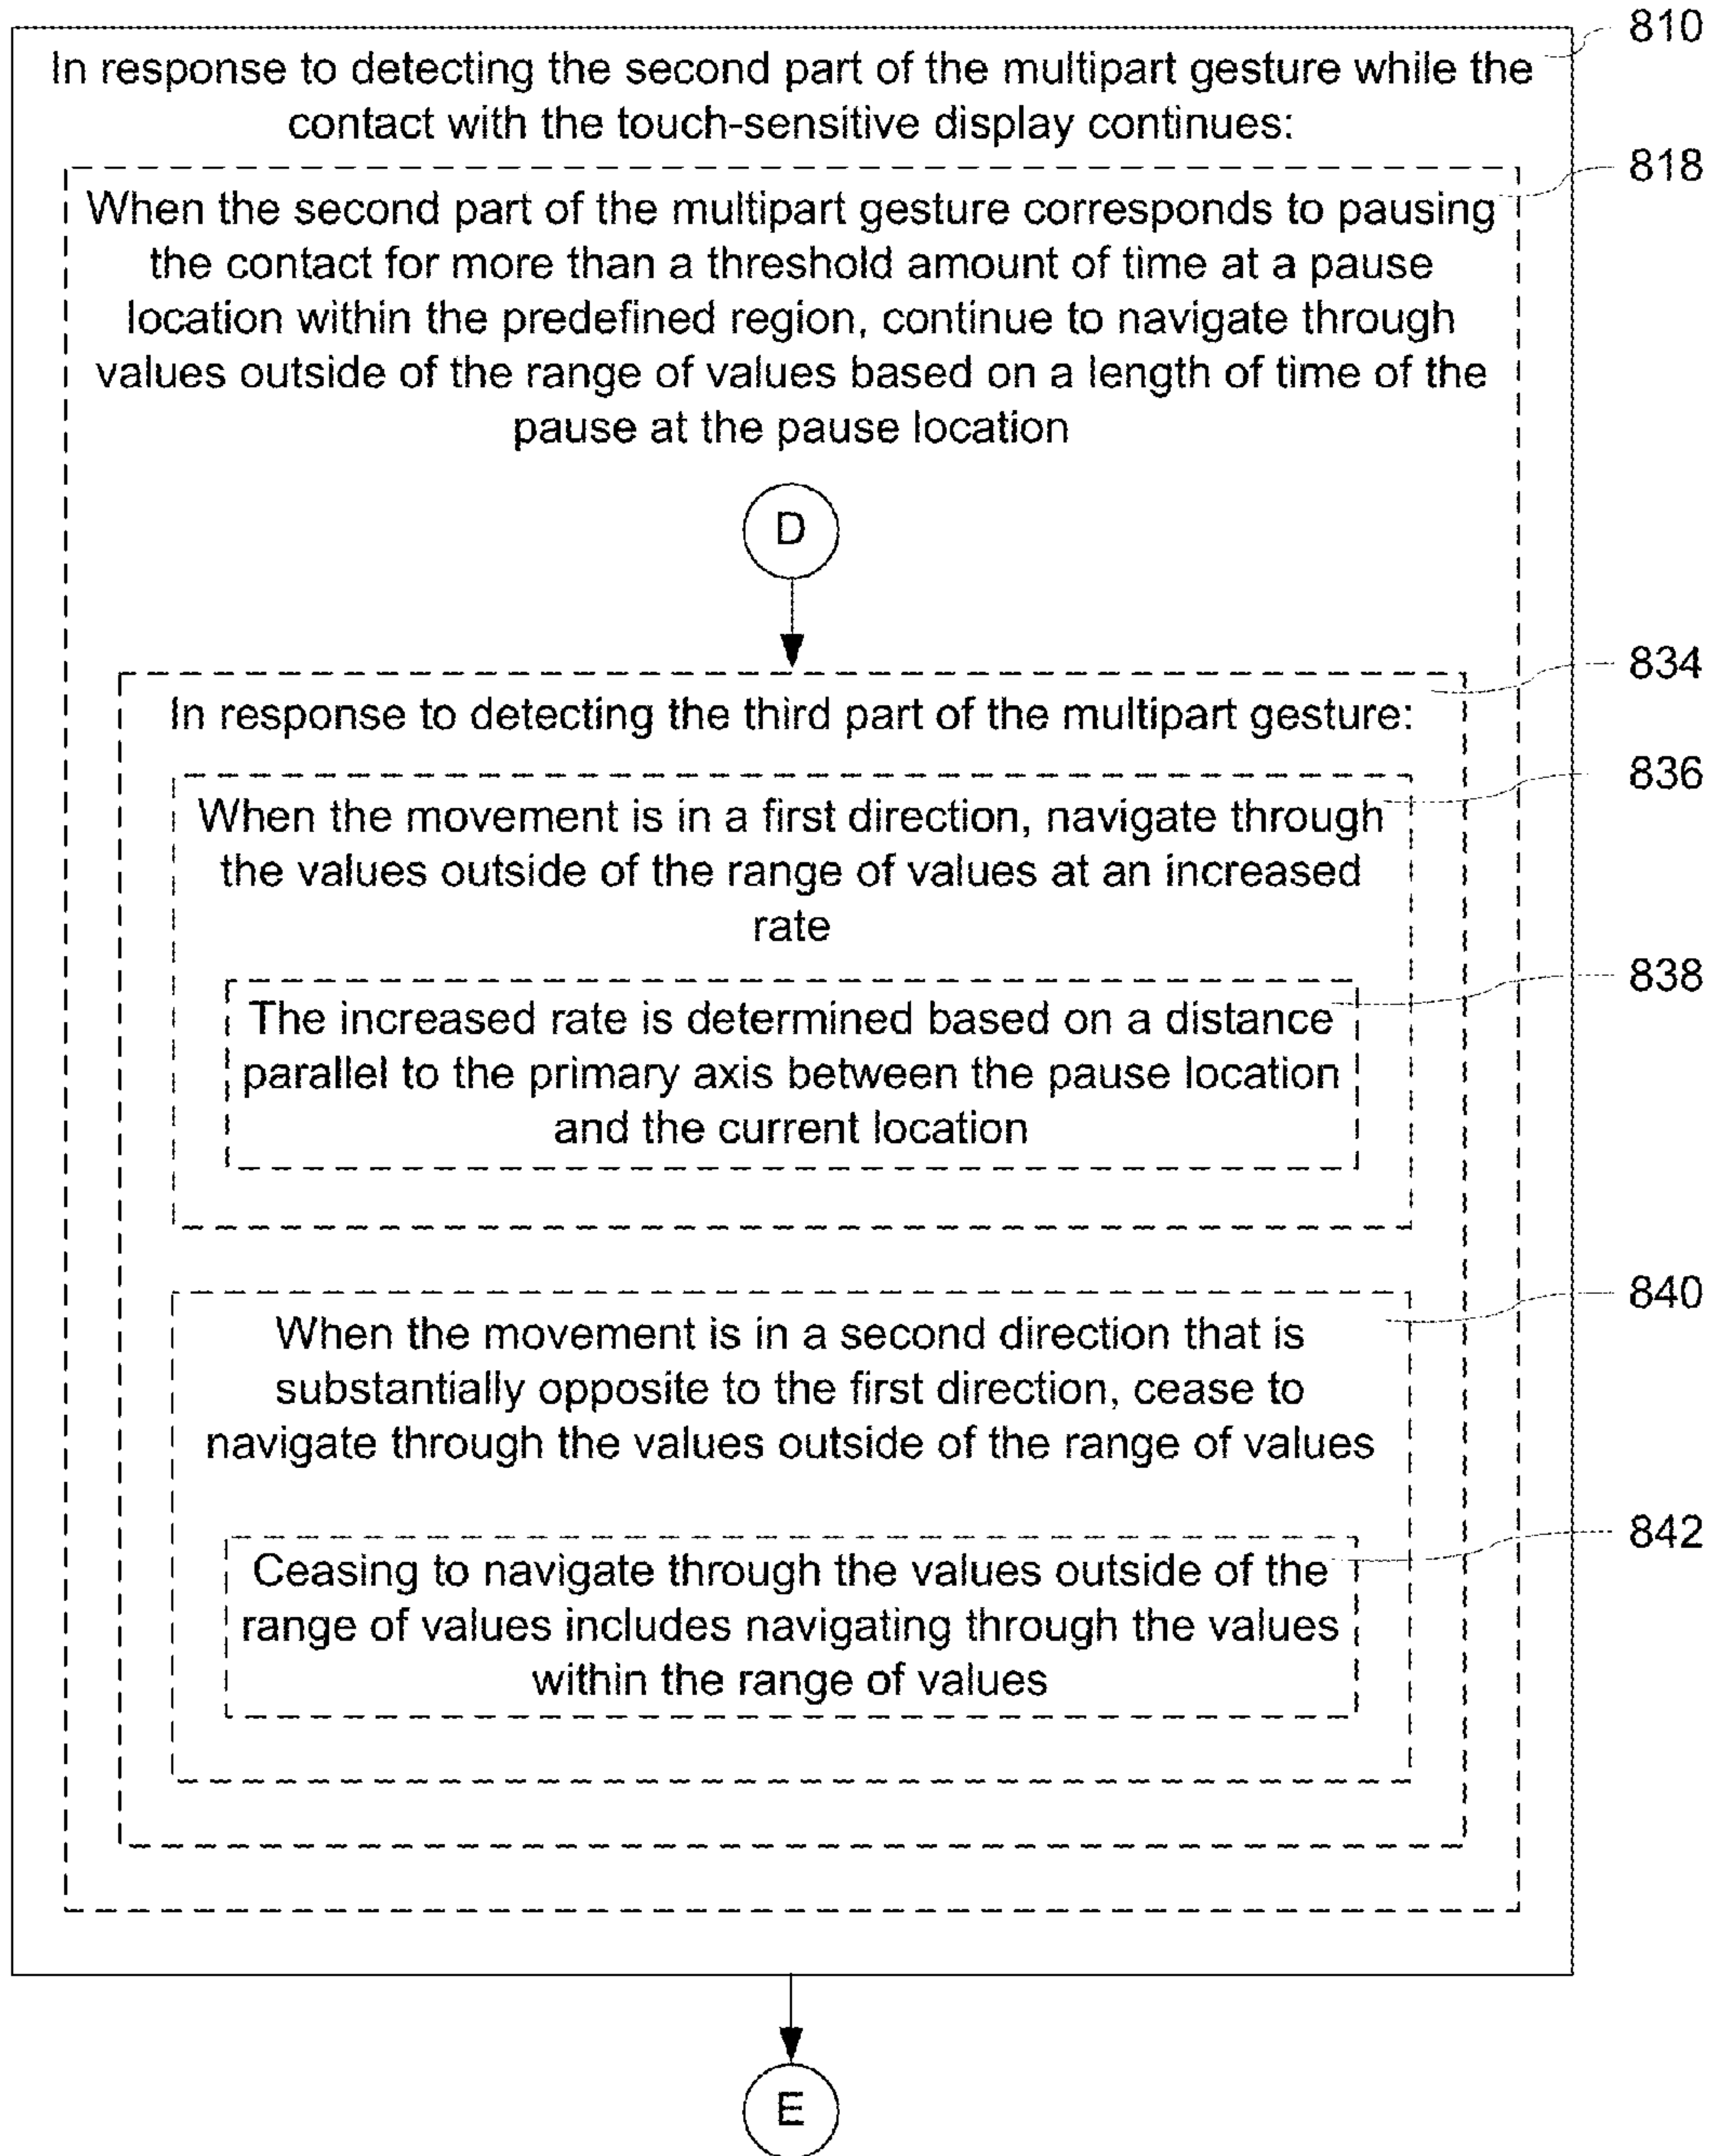 810
In response to detecting the second part of the multipart gesture while the
contact with the touch-sensitive display continues:
818
When the second part of the multipart gesture corresponds to pausing
the contact for more than a threshold amount of time at a pause
location within the predefined region, continue to navigate through
values outside of the range of values based on a length of time of the
pause at the pause location
D
834
In response to detecting the third part of the multipart gesture:
836
When the movement is in a first direction, navigate through
the values outside of the range of values at an increased
rate
838
The increased rate is determined based on a distance
parallel to the primary axis between the pause location
and the current location
840
When the movement is in a second direction that is
substantially opposite to the first direction, cease to
navigate through the values outside of the range of values
842
Ceasing to navigate through the values outside of the
range of values includes navigating through the values
within the range of values
E